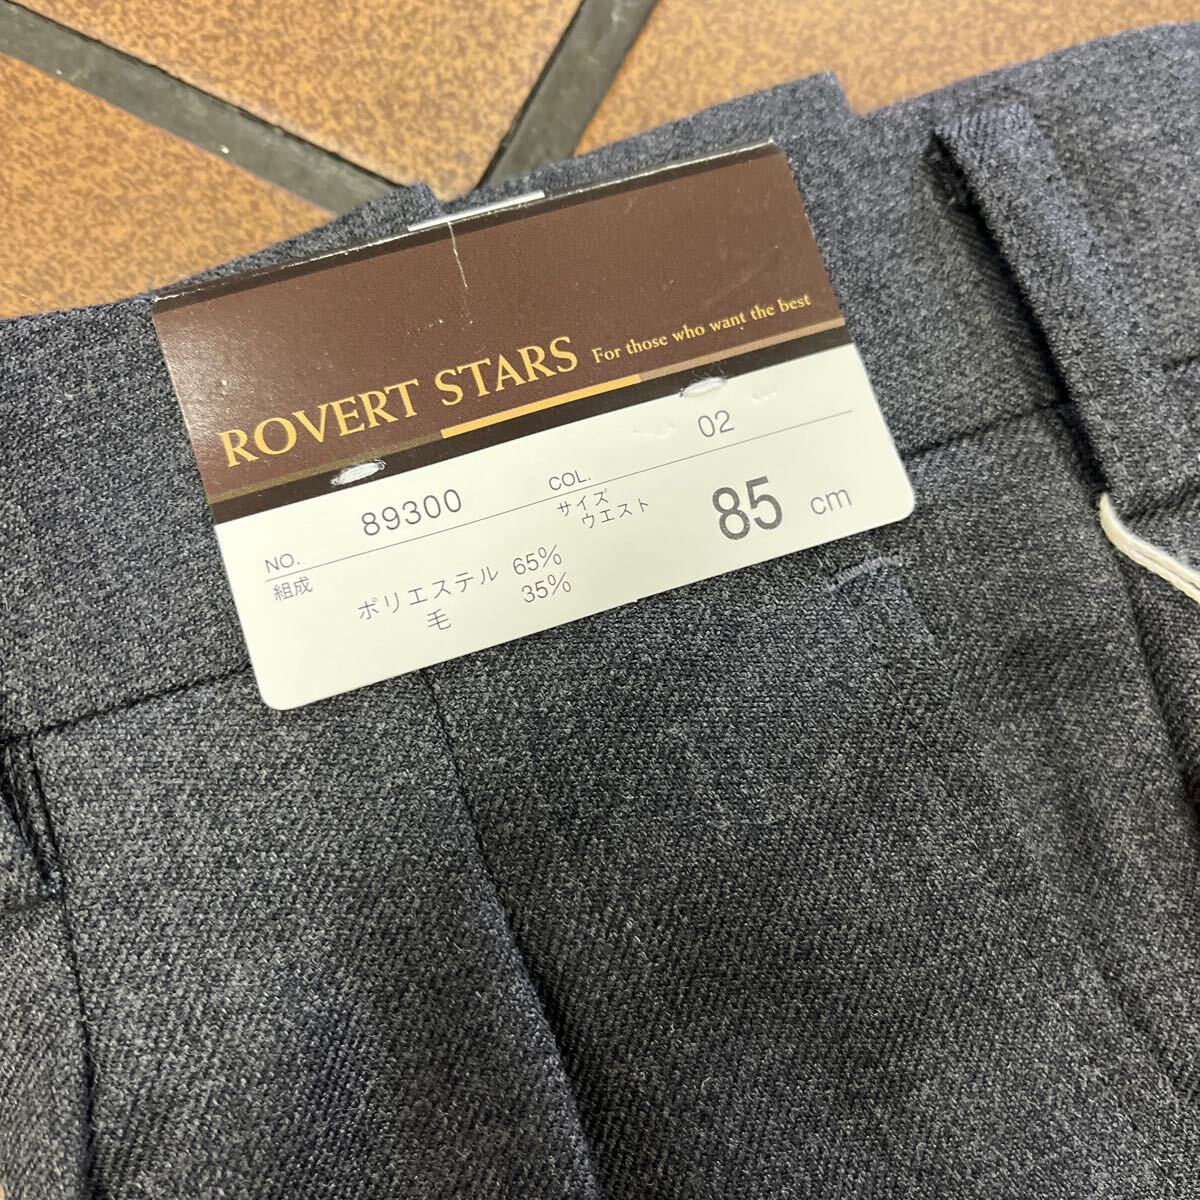 ROVERT STARS For those who want the best
NO. 89300 COL. 02
組成 ポリエステル 65% サイズ ウエスト 85 cm
毛 35%